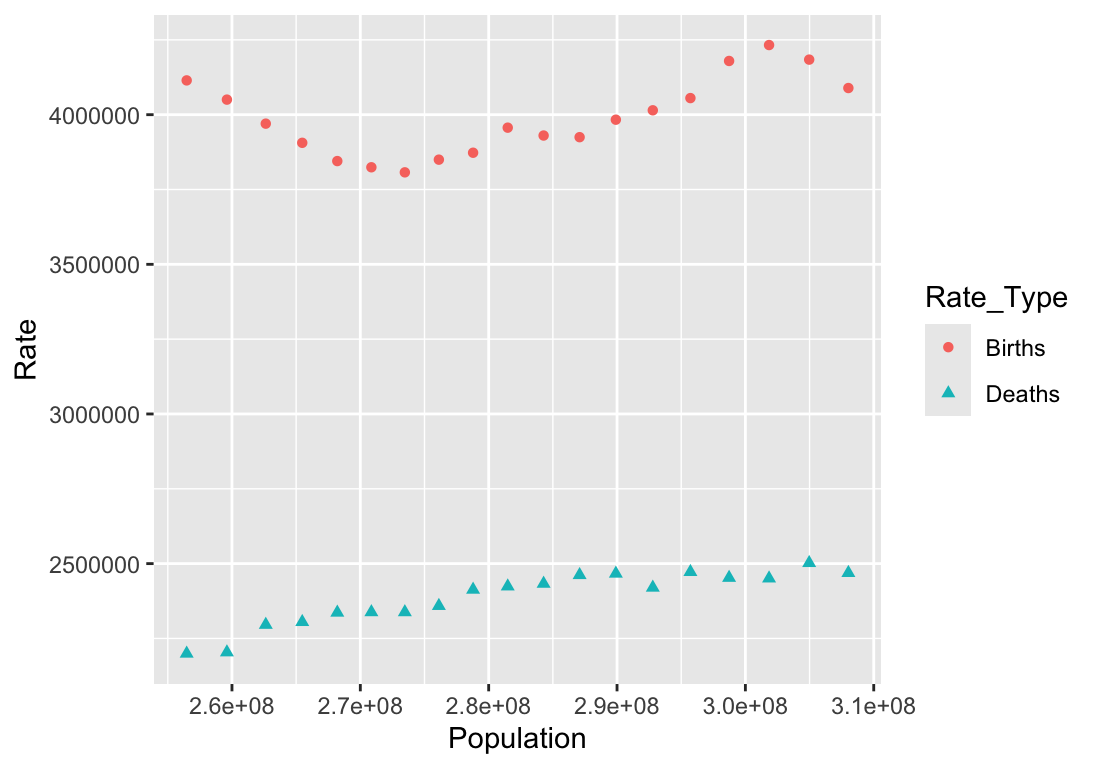 4000000
3500000
3000000
2500000
Rate
2.6e+08 2.7e+08 2.8e+08 2.9e+08 3.0e+08 3.1e+08
Population
Rate_Type
Births
Deaths